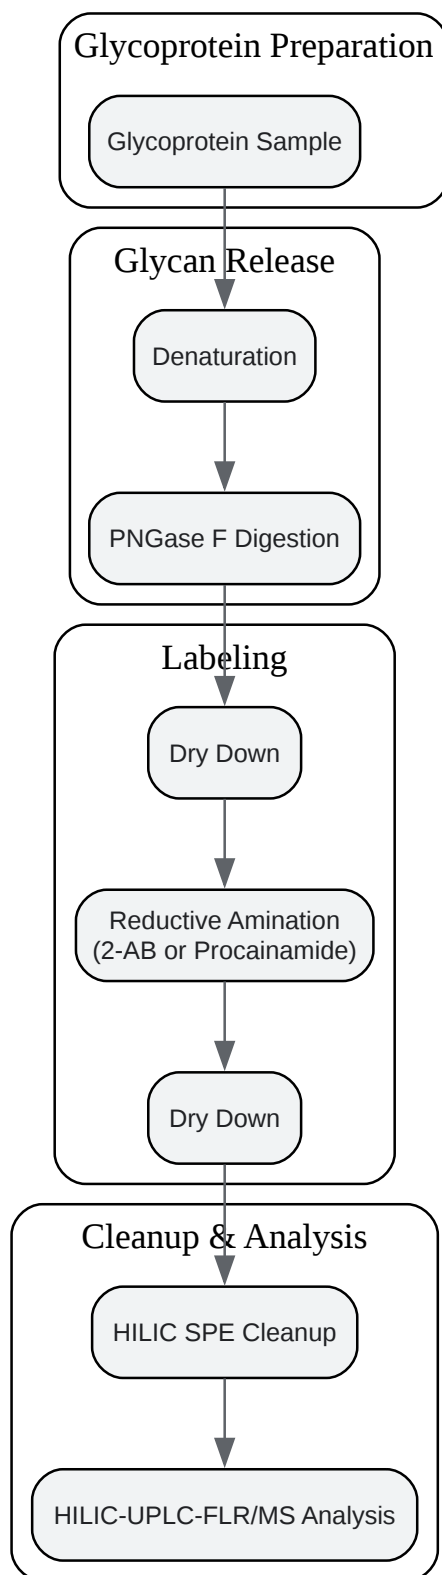 Glycoprotein Preparation
Glycoprotein Sample
Glycan Release
Denaturation
PNGase F Digestion
Labeling
Dry Down
Reductive Amination
(2-AB or Procainamide)
Dry Down
Cleanup & Analysis
HILIC SPE Cleanup
HILIC-UPLC-FLR/MS Analysis